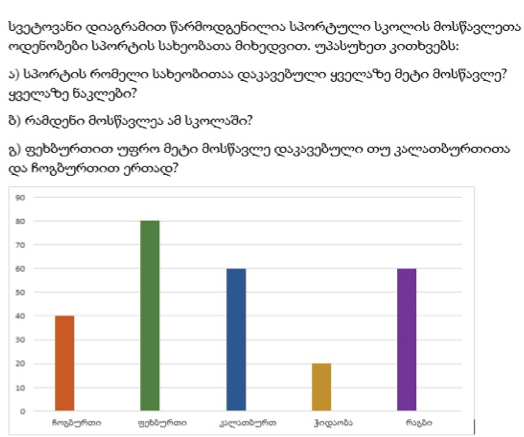 სვეტოვანი დიაგრამით წარმოდგენილია სპორტული სკოლის მოსწავლეთა
ოდენობები სპორტის სახეობათა მიხედვით. უპასუხეთ კითხვებს:
ა) სპორტის რომელი სახეობითაა დაკავებული ყველაზე მეტი მოსწავლე?
ყველაზე ნაკლები?
ბ) რამდენი მოსწავლეა ამ სკოლაში?
გ) ფეხბურთით უფრო მეტი მოსწავლე დაკავებული თუ კალათბურთითა
და ჩოგბურთით ერთად?
90
80
70
60
50
40
30
20
10
0
ჩოგბურთი ფეხბურთი კალათბურთ ჭიდაობა რაგბი